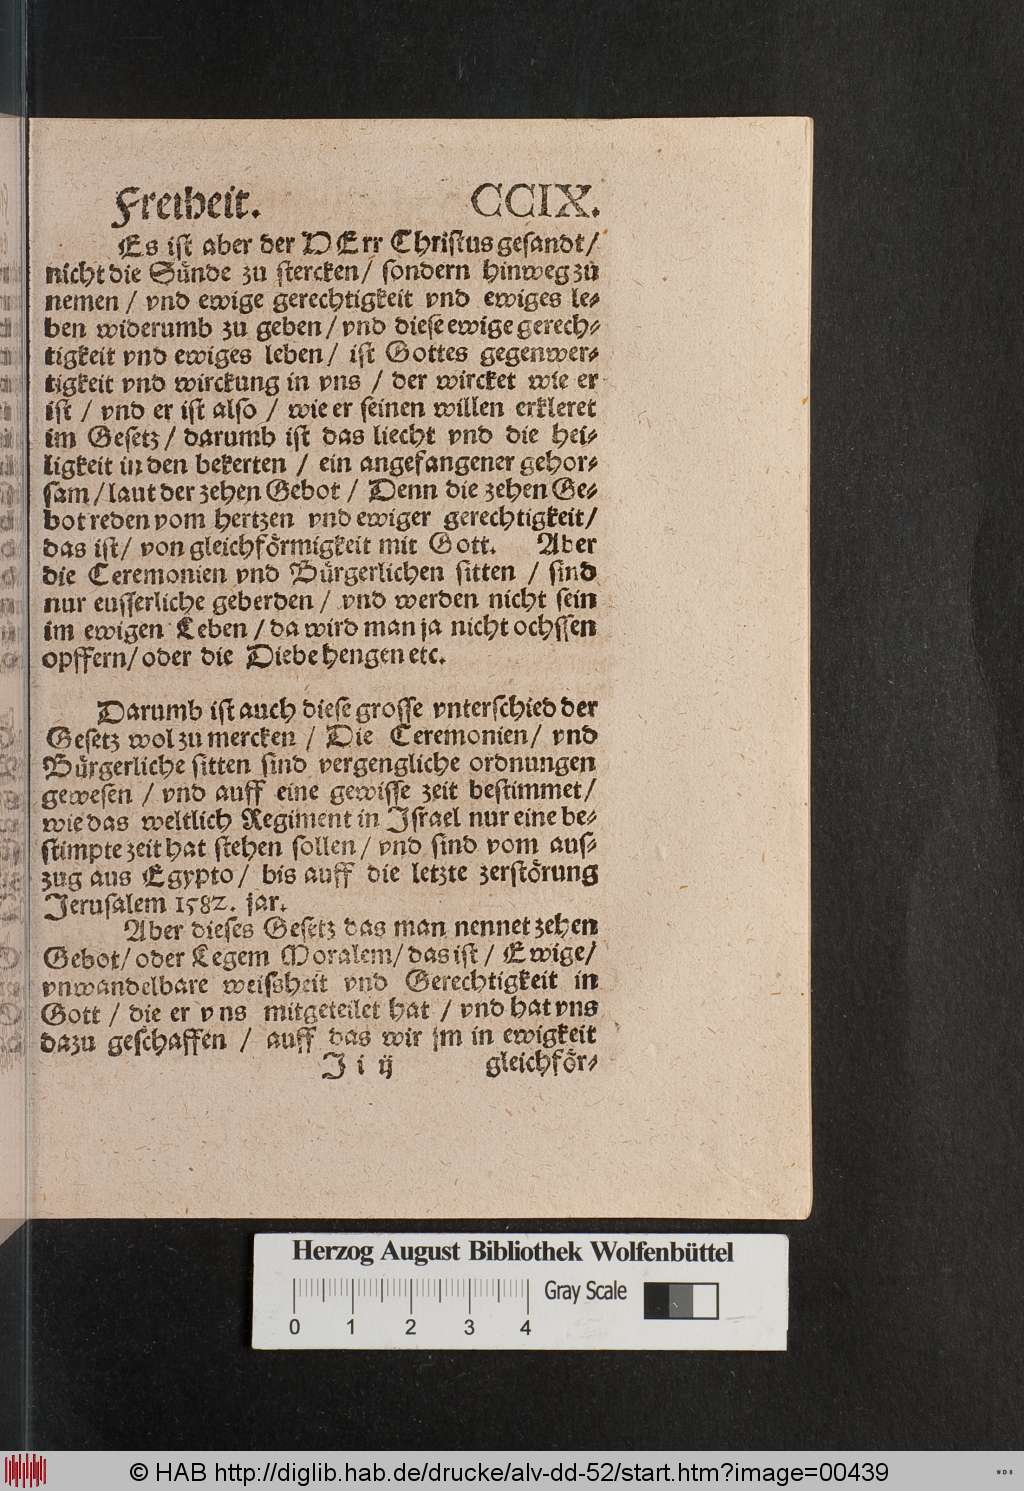 Freiheit. CCIX.
Es iſt aber der HErr Chriſtus geſandt/
nicht die Sünde zu ſtercken/ ſondern hinweg zu
nemen / vnd ewige gerechtigkeit vnd ewiges le⸗
ben widerumb zu geben / vnd dieſe ewige gerech⸗
tigkeit vnd ewiges leben / iſt Gottes gegenwer⸗
tigkeit vnd wirckung in vns / der wircket wie er
iſt / vnd er iſt alſo / wie er ſeinen willen erkleret
im Geſetz / darumb iſt das liecht vnd die hei⸗
ligkeit in den bekerten / ein angefangener gehor⸗
ſam / laut der zehen Gebot / Denn die zehen Ge⸗
bot reden vom hertzen vnd ewiger gerechtigkeit/
das iſt/ von gleichförmigkeit mit Gott. Aber
die Ceremonien vnd Bürgerlichen ſitten / ſind
nur euſſerliche geberden / vnd werden nicht ſein
im ewigen Leben / da wird man ja nicht ochſſen
opffern/ oder die Diebe hengen etc.
Darumb iſt auch dieſe groſſe vnterſchied der
Geſetz wol zu mercken / Die Ceremonien/ vnd
Bürgerliche ſitten ſind vergengliche ordnungen
geweſen / vnd auff eine gewiſſe zeit beſtimmet/
wie das weltlich Regiment in Iſrael nur eine be⸗
ſtimpte zeit hat ſtehen ſollen / vnd ſind vom auſ⸗
zug aus Egypto / bis auff die letzte zerſtörung
Jeruſalem 1582. jar.
Aber dieſes Geſetz das man nennet zehen
Gebot/ oder Legem Moralem/ das iſt / Ewige/
vnwandelbare weiſsheit vnd Gerechtigkeit in
Gott / die er vns mitgeteilet hat / vnd hat vns
dazu geſchaffen / auff das wir jm in ewigkeit
J i ij gleichför⸗
Herzog August Bibliothek Wolfenbüttel
0 1 2 3 4 Gray Scale
© HAB http://diglib.hab.de/drucke/alv-dd-52/start.htm?image=00439